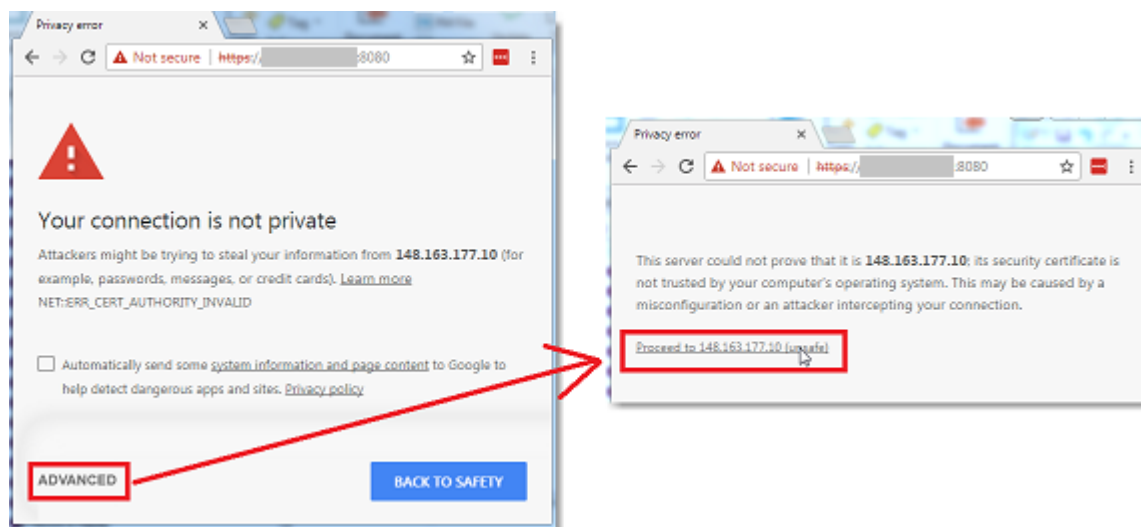 Privacy error
Not secure | https:// :8080
Your connection is not private
Attackers might be trying to steal your information from 148.163.177.10 (for
example, passwords, messages, or credit cards). Learn more
NET::ERR_CERT_AUTHORITY_INVALID
Automatically send some system information and page content to Google to
help detect dangerous apps and sites. Privacy policy
ADVANCED
BACK TO SAFETY
Privacy error
Not secure | https:// :8080
This server could not prove that it is 148.163.177.10; its security certificate is
not trusted by your computer's operating system. This may be caused by a
misconfiguration or an attacker intercepting your connection.
Proceed to 148.163.177.10 (unsafe)